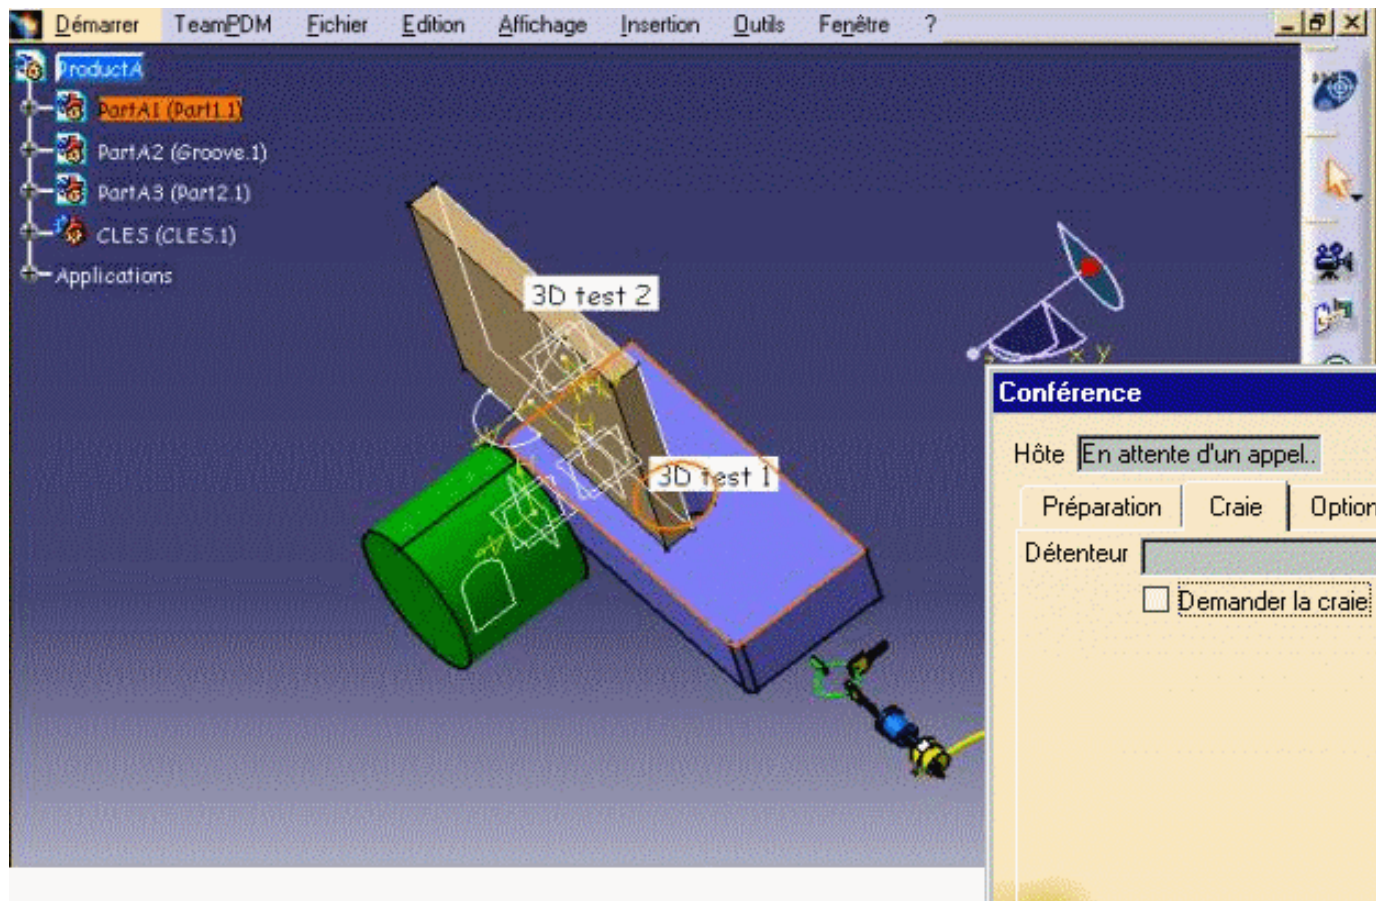 Démarrer TeamPDM Fichier Edition Affichage Insertion Outils Fenêtre ?
ProductA
PartA1 (Part1.1)
PartA2 (Groove.1)
PartA3 (Part2.1)
CLES (CLES.1)
Applications
3D test 2
3D test 1
x y
Conférence
Hôte En attente d'un appel..
Préparation Craie Option
Détenteur
Demander la craie